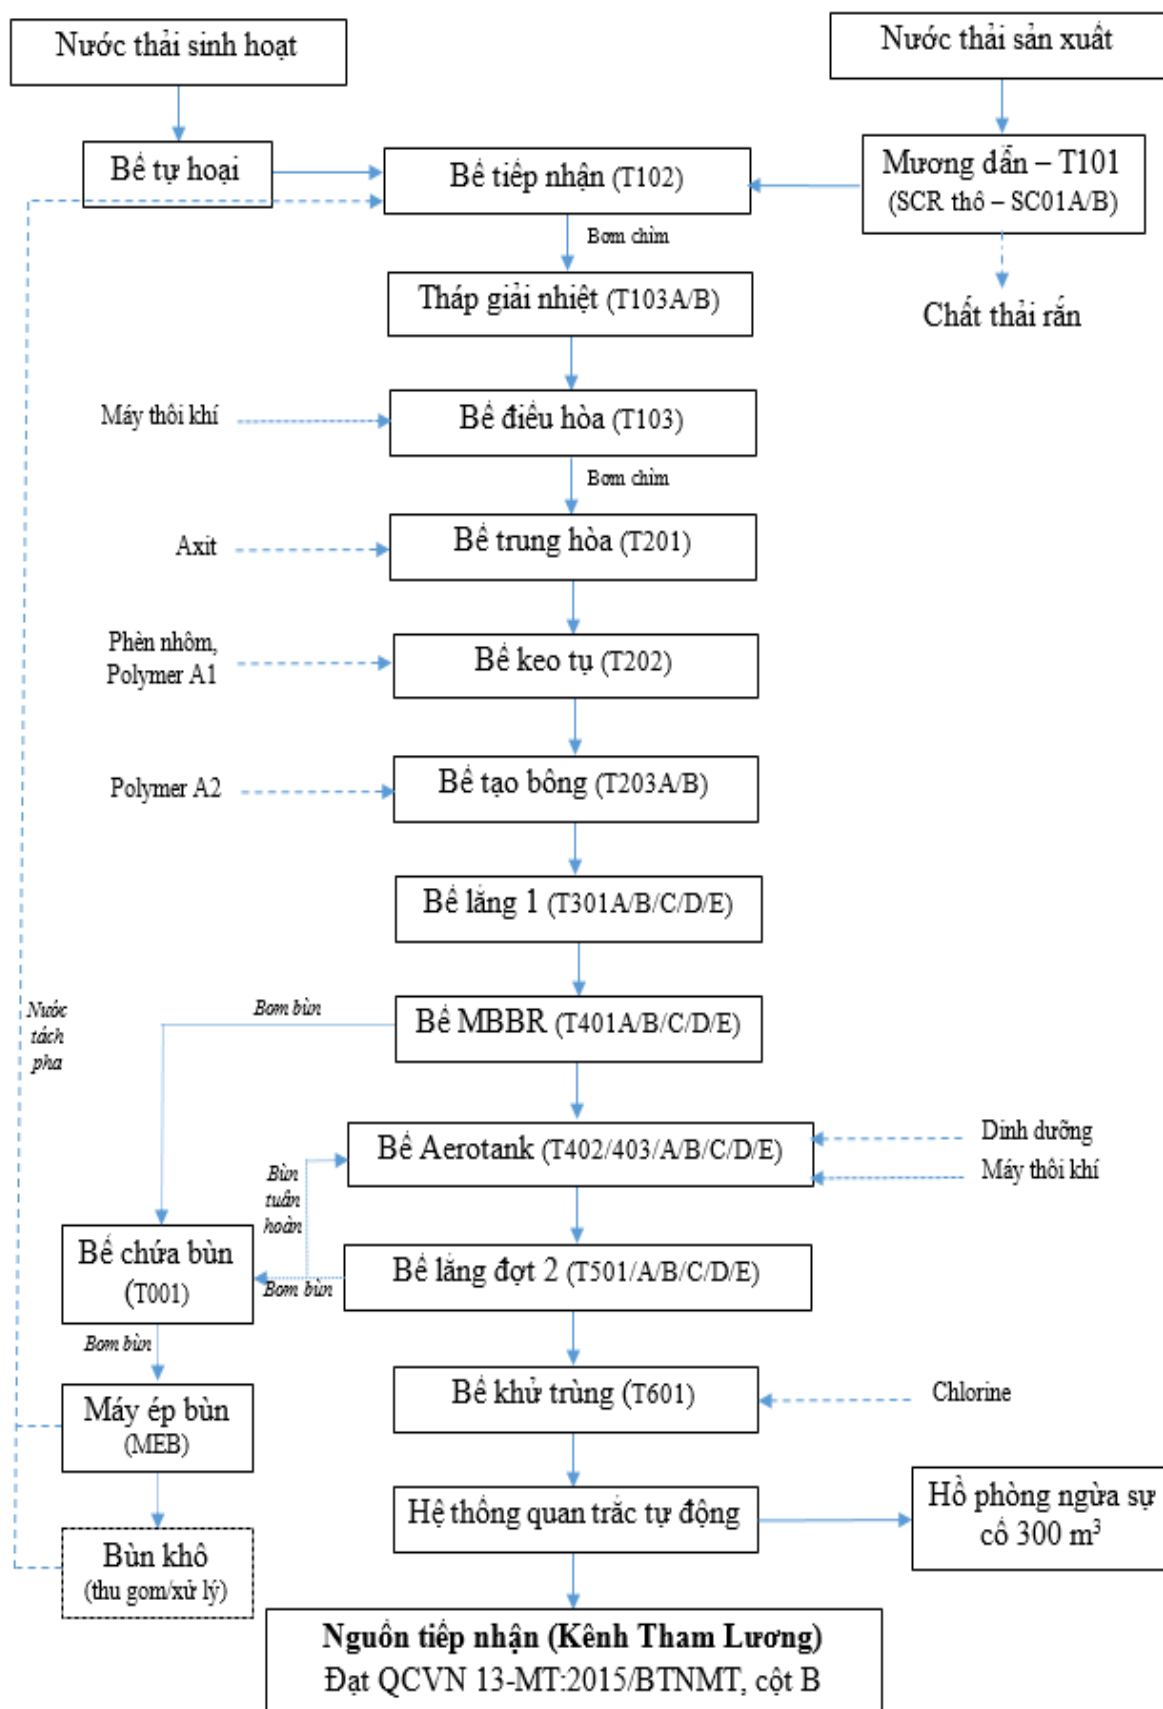 Nước thải sinh hoạt
Nước thải sản xuất
Bể tự hoại
Bể tiếp nhận (T102)
Mương dẫn – T101
(SCR thô – SC01A/B)
Bơm chìm
Tháp giải nhiệt (T103A/B)
Chất thải rắn
Máy thổi khí
Bể điều hòa (T103)
Bơm chìm
Axit
Bể trung hòa (T201)
Phèn nhôm,
Polymer A1
Bể keo tụ (T202)
Polymer A2
Bể tạo bông (T203A/B)
Bể lắng 1 (T301A/B/C/D/E)
Nước
tách
pha
Bơm bùn
Bể MBBR (T401A/B/C/D/E)
Bể Aerotank (T402/403/A/B/C/D/E)
Dinh dưỡng
Máy thổi khí
Bùn
tuần
hoàn
Bể chứa bùn
(T001)
Bơm bùn
Bể lắng đợt 2 (T501/A/B/C/D/E)
Bơm bùn
Máy ép bùn
(MEB)
Bể khử trùng (T601)
Chlorine
Hệ thống quan trắc tự động
Hồ phòng ngừa sự
cố 300 m³
Bùn khô
(thu gom/xử lý)
Nguồn tiếp nhận (Kênh Tham Lương)
Đạt QCVN 13-MT:2015/BTNMT, cột B